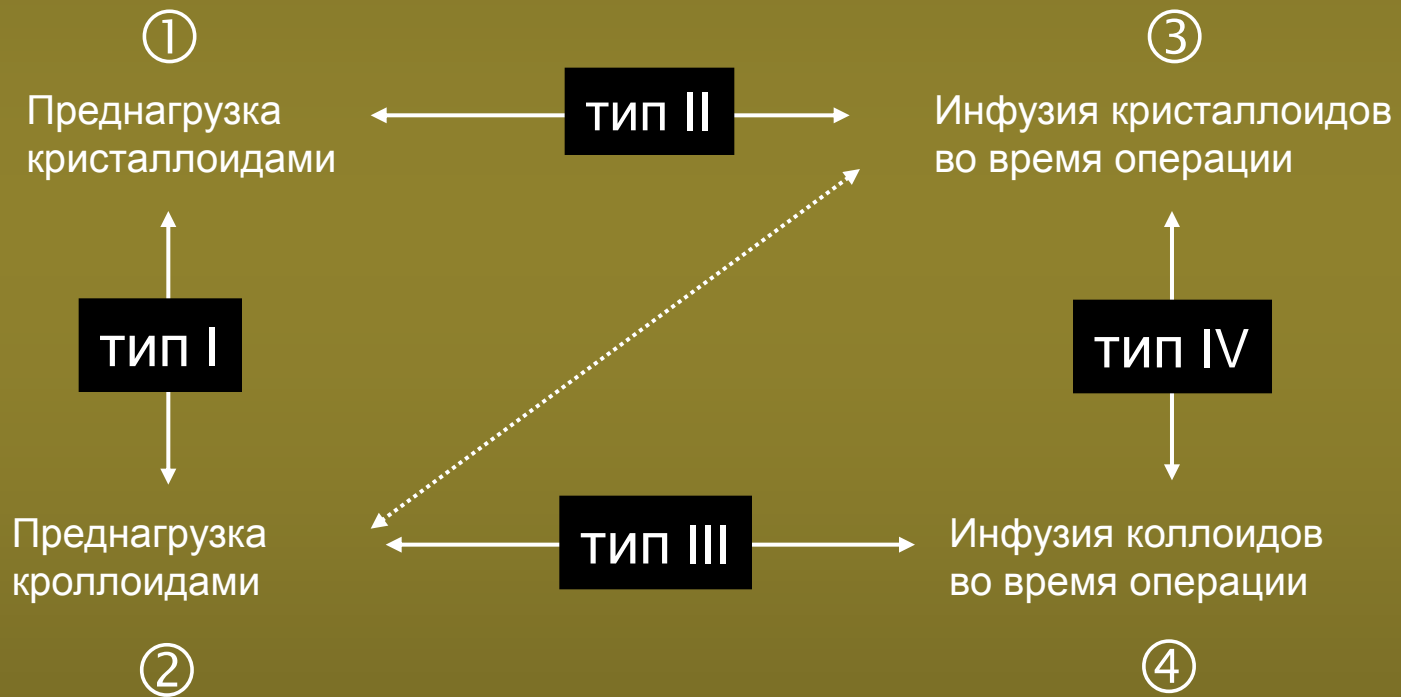 ①
Преднагрузка
кристаллоидами
тип II
③
Инфузия кристаллоидов
во время операции
тип I
тип IV
Преднагрузка
кроллоидами
②
тип III
Инфузия коллоидов
во время операции
④